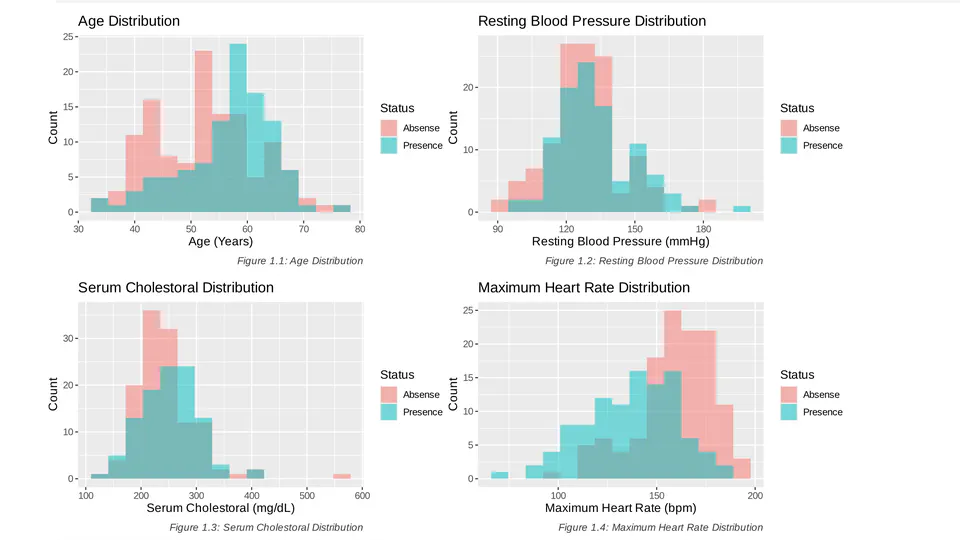 Age Distribution
25
20
15
10
5
0
Count
30 40 50 60 70 80
Age (Years)
Status
Absense
Presence
Figure 1.1: Age Distribution
Resting Blood Pressure Distribution
20
10
0
Count
90 120 150 180
Resting Blood Pressure (mmHg)
Status
Absense
Presence
Figure 1.2: Resting Blood Pressure Distribution
Serum Cholestoral Distribution
30
20
10
0
Count
100 200 300 400 500 600
Serum Cholestoral (mg/dL)
Status
Absense
Presence
Figure 1.3: Serum Cholestoral Distribution
Maximum Heart Rate Distribution
25
20
15
10
5
0
Count
100 150 200
Maximum Heart Rate (bpm)
Status
Absense
Presence
Figure 1.4: Maximum Heart Rate Distribution